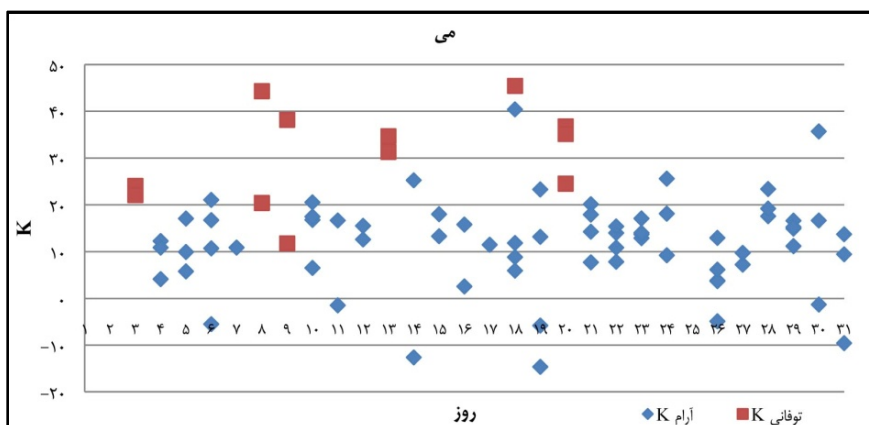 می
۵۰
۴۰
۳۰
۲۰
۱۰
۰
−۱۰
−۲۰
K
۱ ۲ ۳ ۴ ۵ ۶ ۷ ۸ ۹ ۱۰ ۱۱ ۱۲ ۱۳ ۱۴ ۱۵ ۱۶ ۱۷ ۱۸ ۱۹ ۲۰ ۲۱ ۲۲ ۲۳ ۲۴ ۲۵ ۲۶ ۲۷ ۲۸ ۲۹ ۳۰ ۳۱
روز
آرام K توفانی K